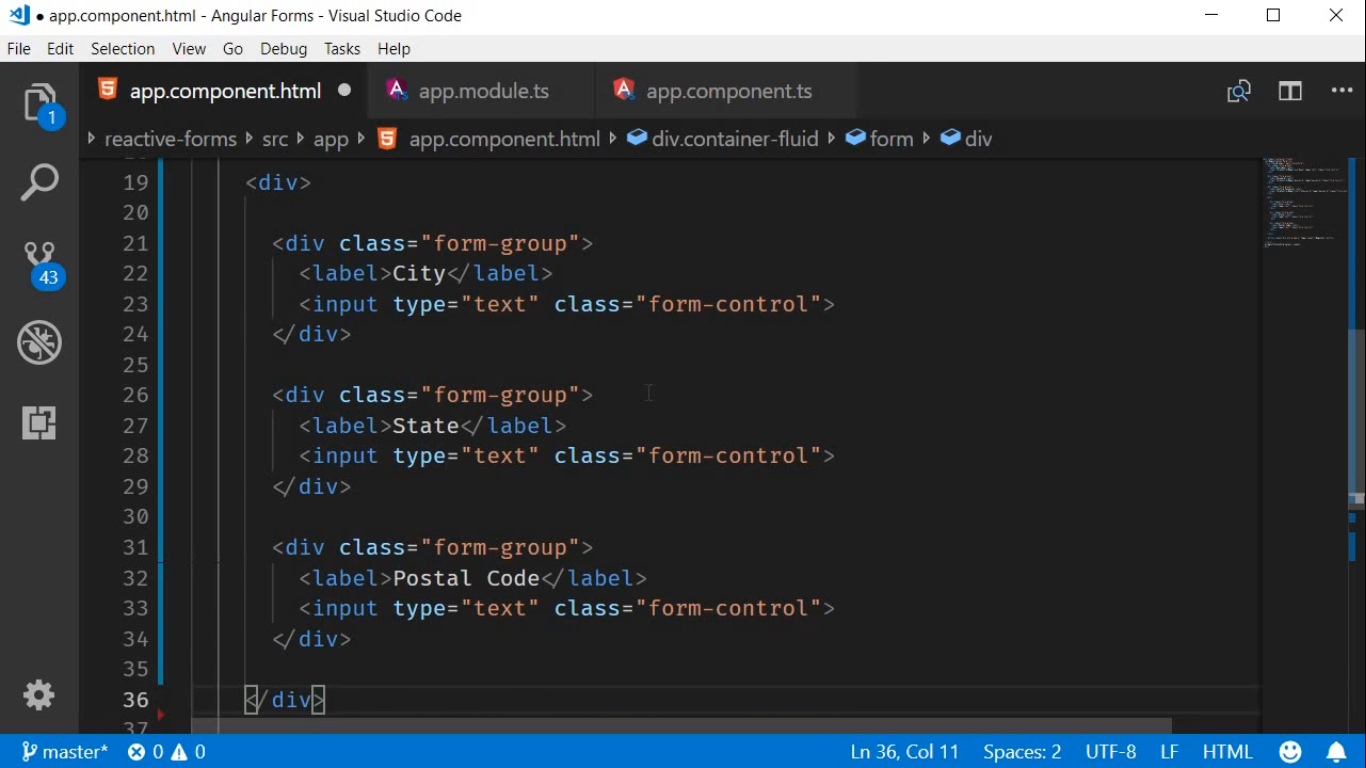 ● app.component.html - Angular Forms - Visual Studio Code
File Edit Selection View Go Debug Tasks Help
app.component.html ● app.module.ts app.component.ts
reactive-forms src app app.component.html div.container-fluid form div
19 <div>
20
21 <div class="form-group">
22 <label>City</label>
23 <input type="text" class="form-control">
24 </div>
25
26 <div class="form-group">
27 <label>State</label>
28 <input type="text" class="form-control">
29 </div>
30
31 <div class="form-group">
32 <label>Postal Code</label>
33 <input type="text" class="form-control">
34 </div>
35
36 </div>
37
1
43
master* 0 0 Ln 36, Col 11 Spaces: 2 UTF-8 LF HTML